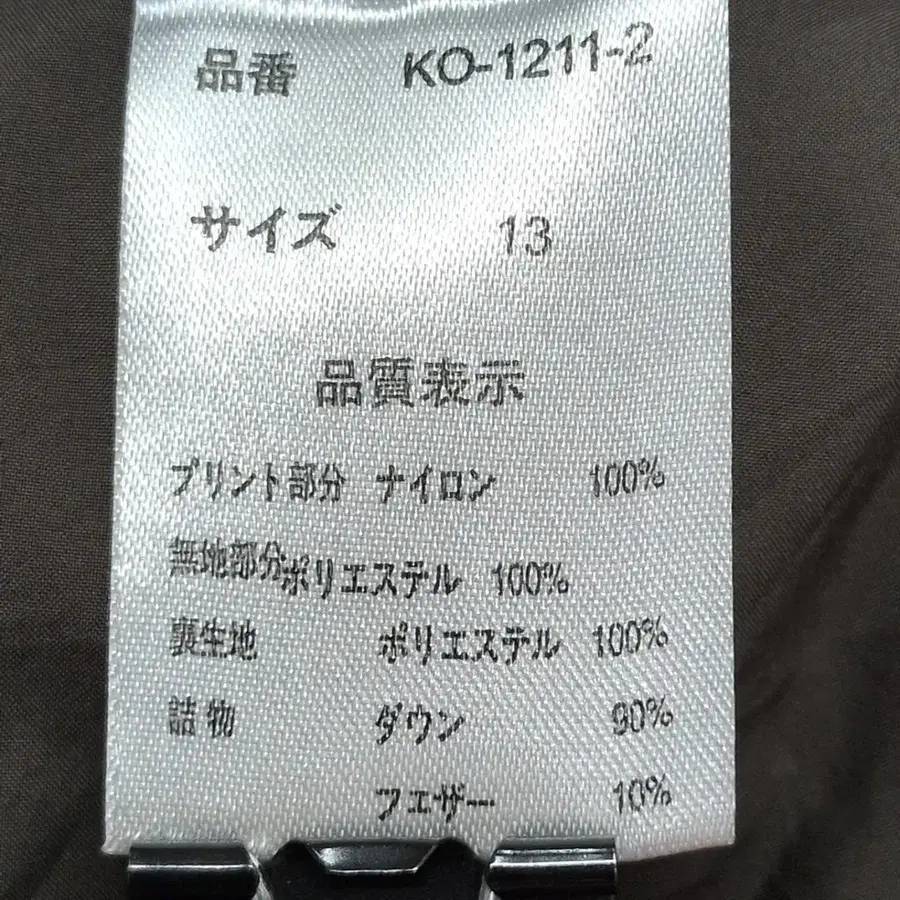 品番 KO-1211-2
サイズ 13
品質表示
プリント部分 ナイロン 100%
無地部分ポリエステル 100%
裏生地 ポリエステル 100%
詰物 ダウン 90%
フェザー 10%